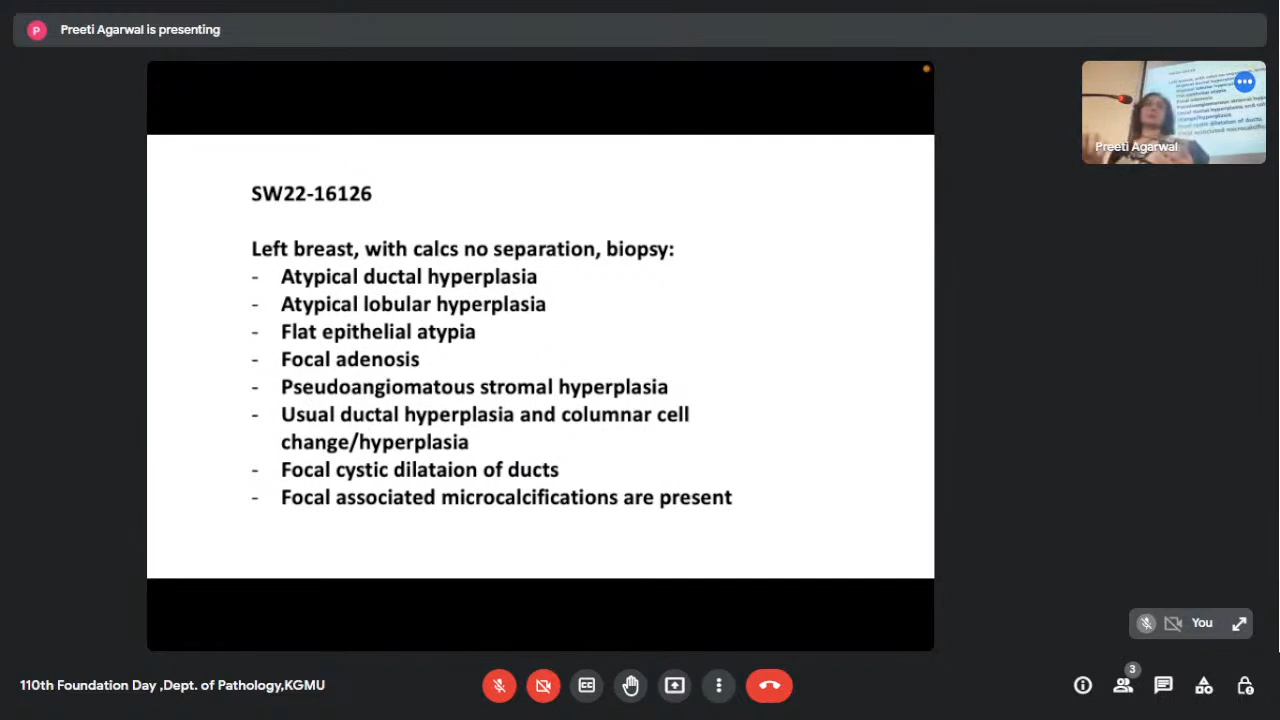 P
Preeti Agarwal is presenting
SW22-16126
Left breast, with calcs no separation, biopsy:
- Atypical ductal hyperplasia
- Atypical lobular hyperplasia
- Flat epithelial atypia
- Focal adenosis
- Pseudoangiomatous stromal hyperplasia
- Usual ductal hyperplasia and columnar cell
change/hyperplasia
- Focal cystic dilataion of ducts
- Focal associated microcalcifications are present
Preeti Agarwal
You
110th Foundation Day ,Dept. of Pathology,KGMU
3